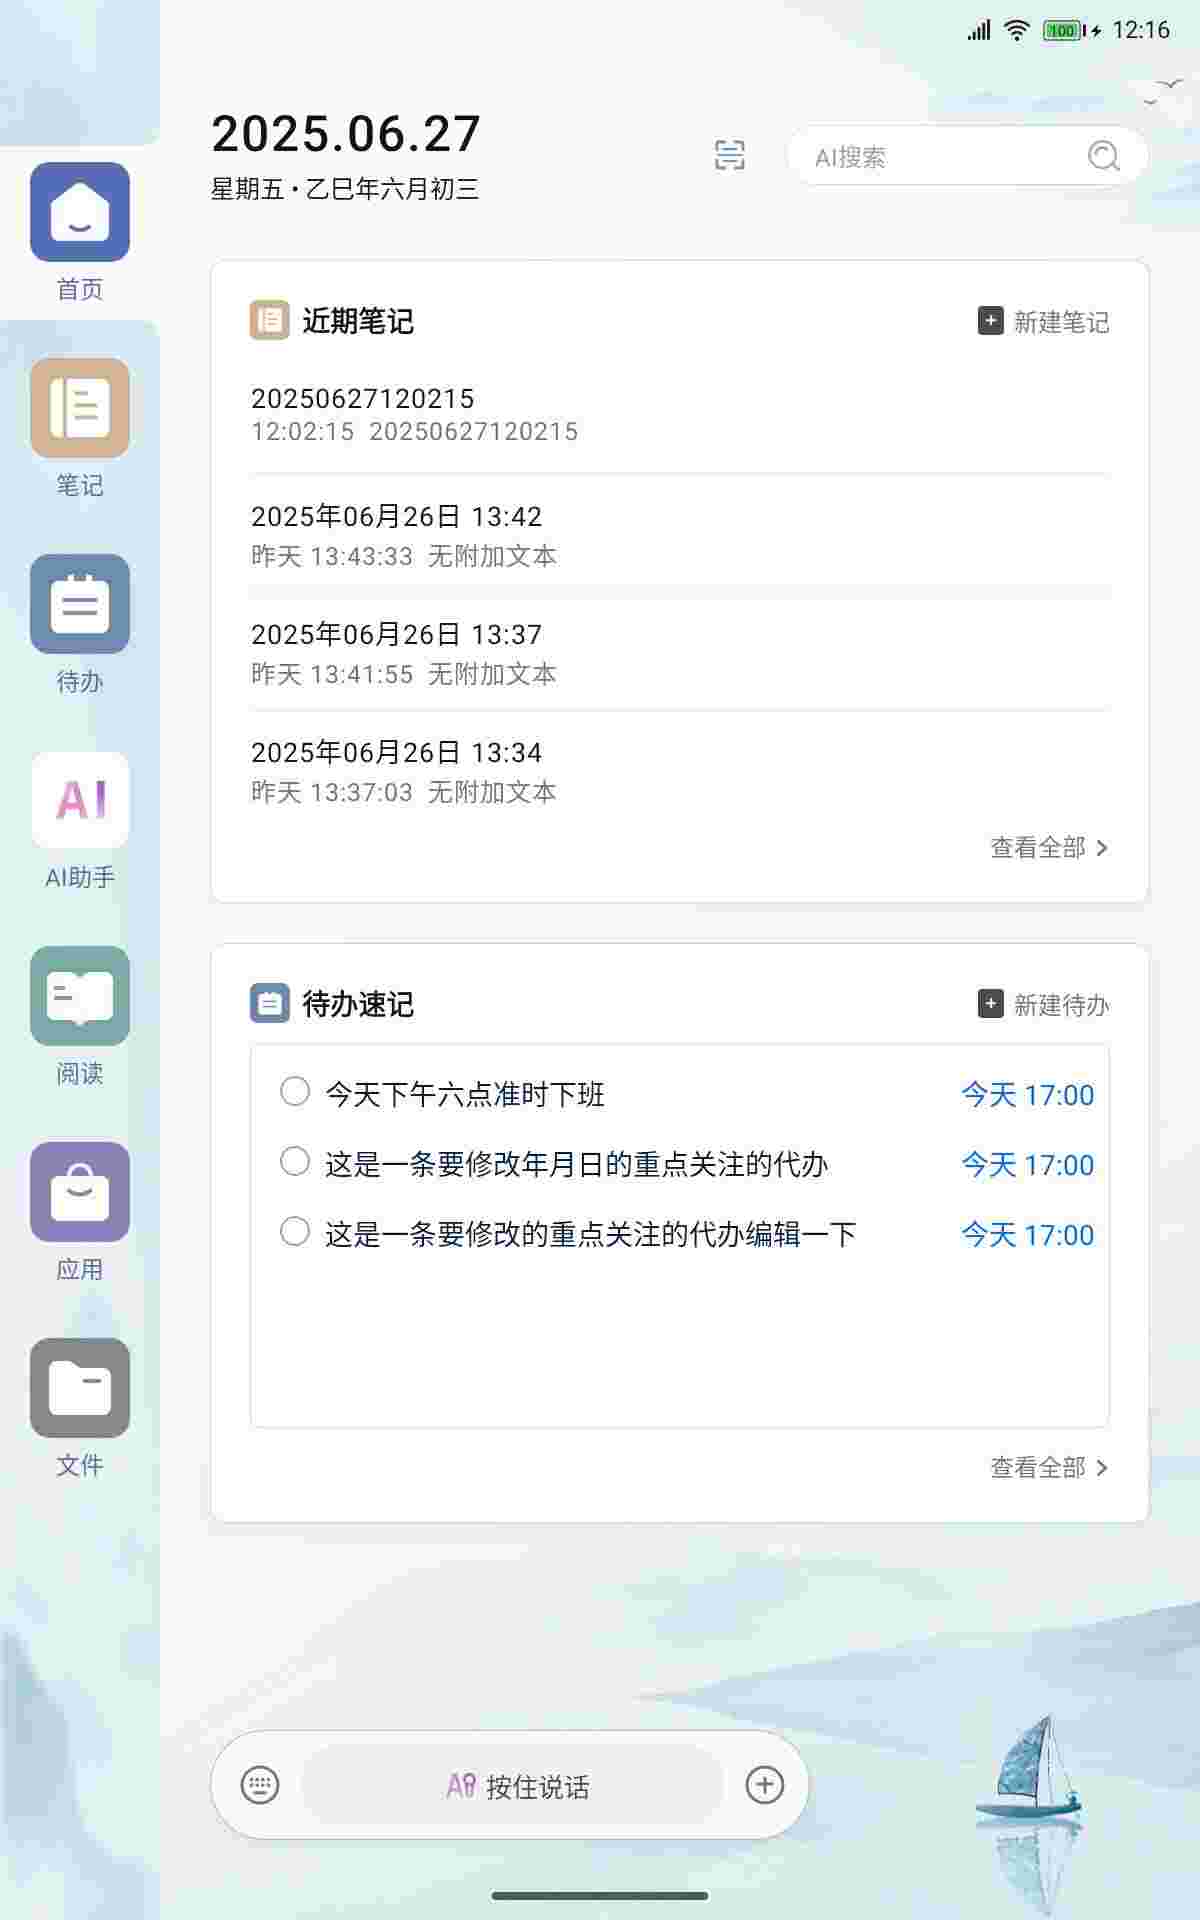 100 12:16
2025.06.27
星期五·乙巳年六月初三
AI搜索
首页
笔记
待办
AI
AI助手
阅读
应用
文件
近期笔记
新建笔记
20250627120215
12:02:15 20250627120215
2025年06月26日 13:42
昨天 13:43:33 无附加文本
2025年06月26日 13:37
昨天 13:41:55 无附加文本
2025年06月26日 13:34
昨天 13:37:03 无附加文本
查看全部
待办速记
新建待办
今天下午六点准时下班 今天 17:00
这是一条要修改年月日的重点关注的代办 今天 17:00
这是一条要修改的重点关注的代办编辑一下 今天 17:00
查看全部
AI 按住说话